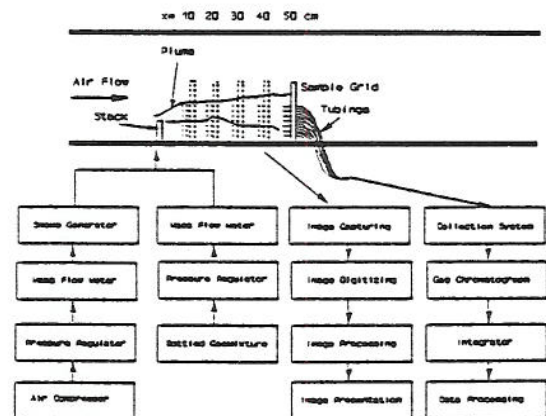 x= 10 20 30 40 50 cm
Plume
Air Flow
Sample Grid
Tubings
Stack
Smoke Generator
Mass Flow Meter
Image Capturing
Collection System
Mass Flow Meter
Pressure Regulator
Image Digitizing
Gas Chromatograph
Pressure Regulator
Bottled Gasmixture
Image Processing
Integrator
Air Compressor
Image Presentation
Data Processing